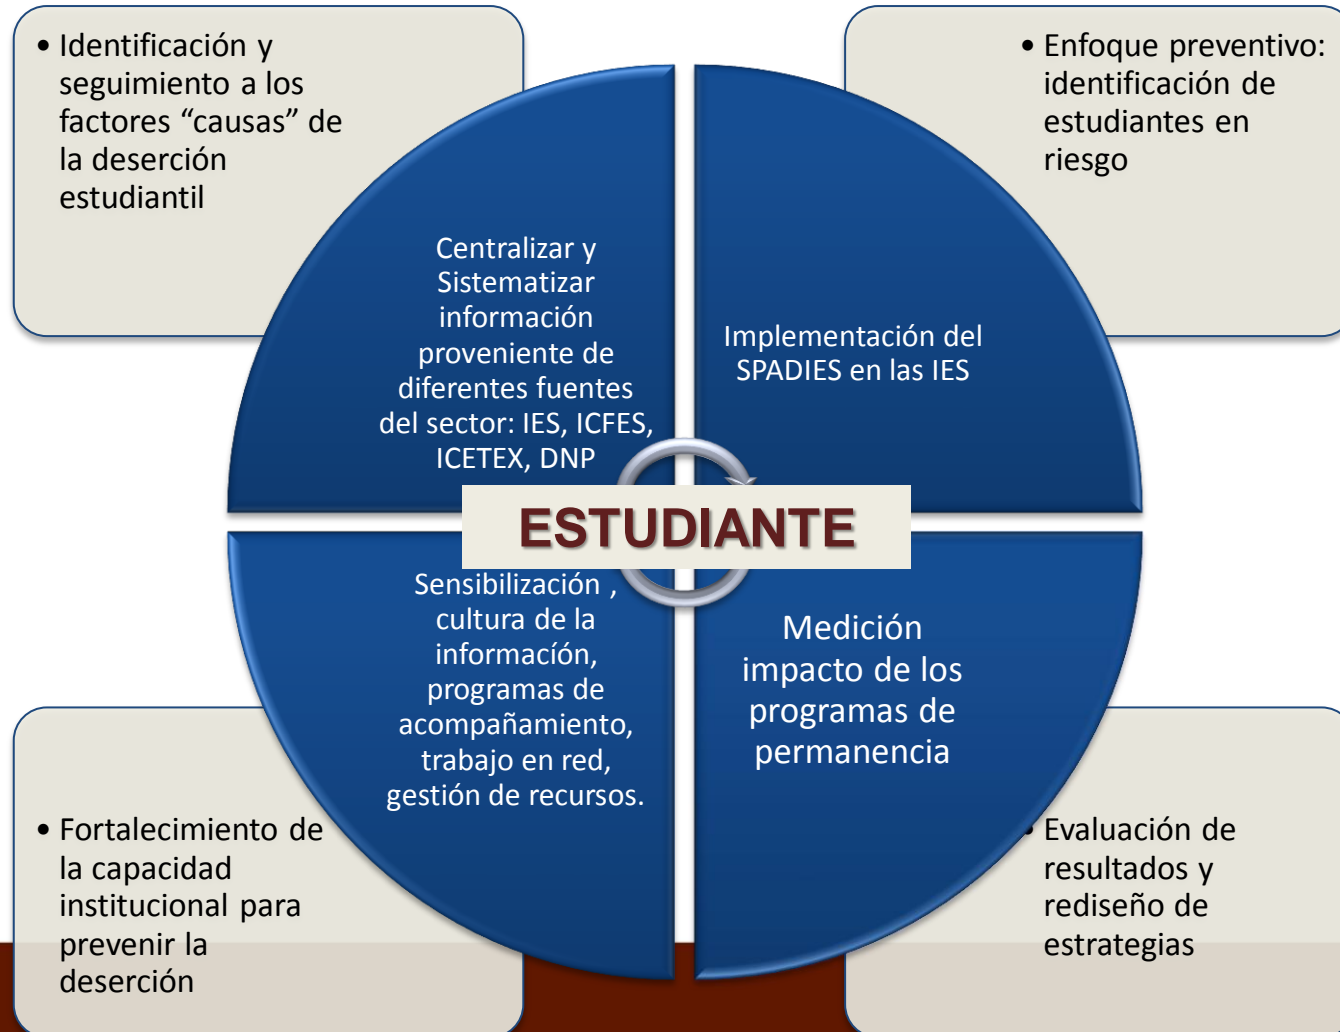 • Identificación y
seguimiento a los
factores “causas” de
la deserción
estudiantil
• Enfoque preventivo:
identificación de
estudiantes en
riesgo
Centralizar y
Sistematizar
información
proveniente de
diferentes fuentes
del sector: IES, ICFES,
ICETEX, DNP
Implementación del
SPADIES en las IES
ESTUDIANTE
Sensibilización ,
cultura de la
informacíón,
programas de
acompañamiento,
trabajo en red,
gestión de recursos.
Medición
impacto de los
programas de
permanencia
• Fortalecimiento de
la capacidad
institucional para
prevenir la
deserción
• Evaluación de
resultados y
rediseño de
estrategias